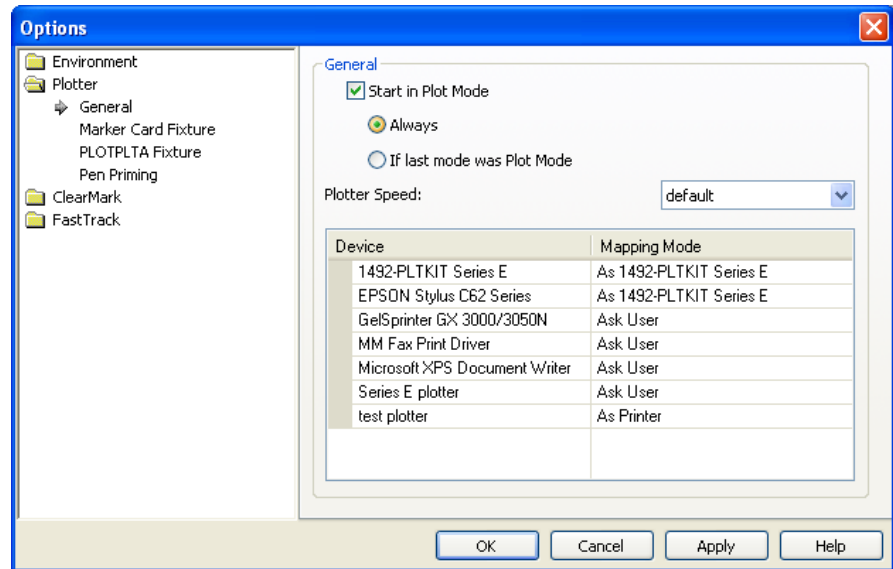 Options
Environment
Plotter
General
Marker Card Fixture
PLOTPLTA Fixture
Pen Priming
ClearMark
FastTrack
General
Start in Plot Mode
Always
If last mode was Plot Mode
Plotter Speed: default
Device Mapping Mode
1492-PLTKIT Series E As 1492-PLTKIT Series E
EPSON Stylus C62 Series As 1492-PLTKIT Series E
GelSprinter GX 3000/3050N Ask User
MM Fax Print Driver Ask User
Microsoft XPS Document Writer Ask User
Series E plotter Ask User
test plotter As Printer
OK Cancel Apply Help